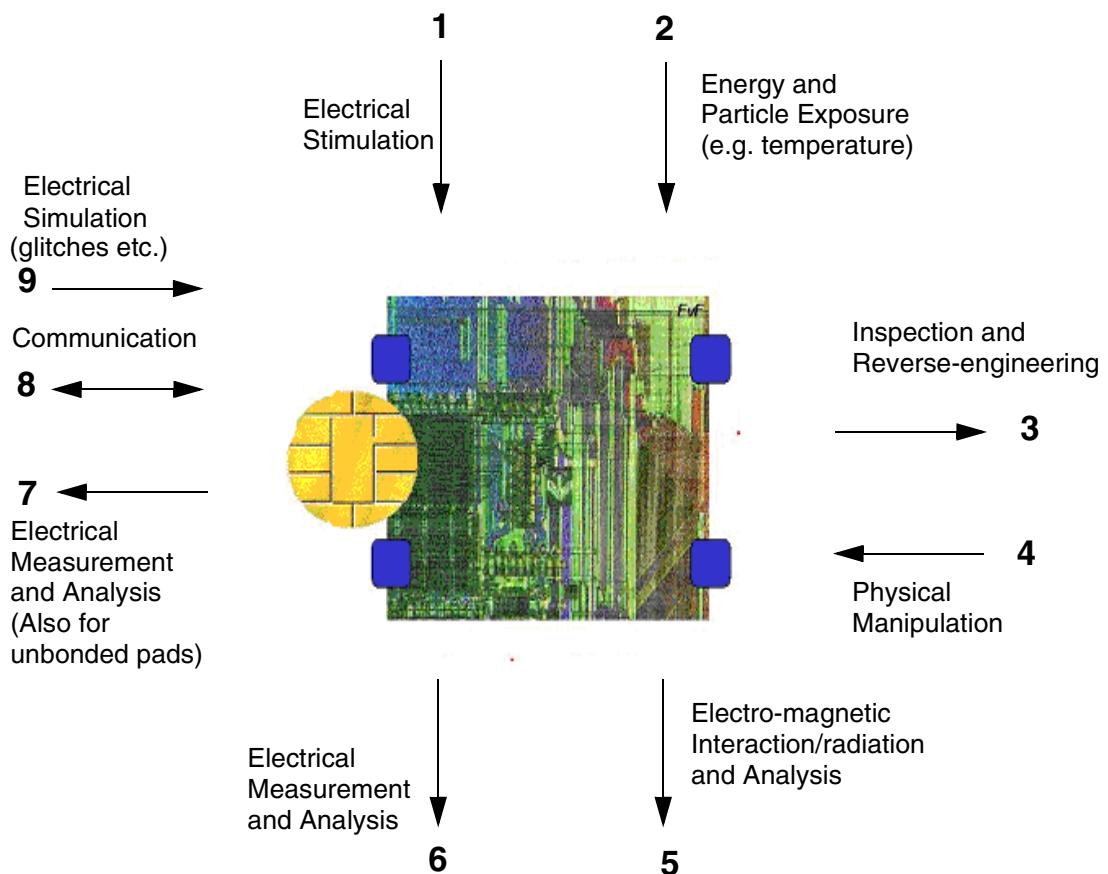 1
2
Electrical
Stimulation
Energy and
Particle Exposure
(e.g. temperature)
Electrical
Simulation
(glitches etc.)
9
Communication
8
7
Electrical
Measurement
and Analysis
(Also for
unbonded pads)
EvF
Inspection and
Reverse-engineering
3
4
Physical
Manipulation
Electrical
Measurement
and Analysis
6
Electro-magnetic
Interaction/radiation
and Analysis
5